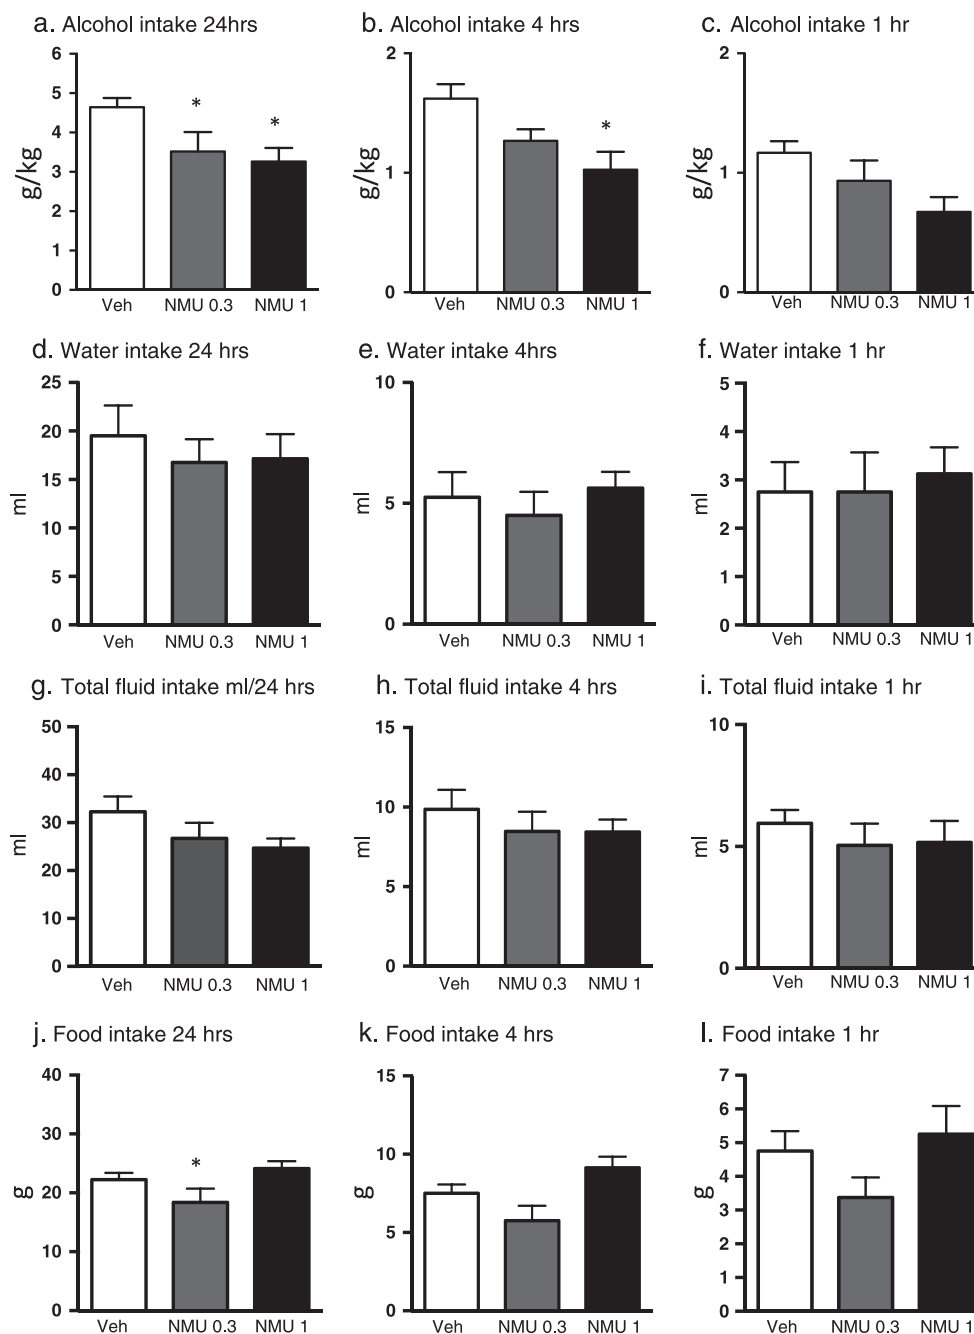 a. Alcohol intake 24hrs
b. Alcohol intake 4 hrs
c. Alcohol intake 1 hr
6
5
4
3
2
1
0
g/kg
*
*
Veh NMU 0.3 NMU 1
2
1
0
g/kg
*
Veh NMU 0.3 NMU 1
2
1
0
g/kg
Veh NMU 0.3 NMU 1
d. Water intake 24 hrs
e. Water intake 4hrs
f. Water intake 1 hr
25
20
15
10
5
0
ml
Veh NMU 0.3 NMU 1
10
5
0
ml
Veh NMU 0.3 NMU 1
5
4
3
2
1
0
ml
Veh NMU 0.3 NMU 1
g. Total fluid intake ml/24 hrs
h. Total fluid intake 4 hrs
i. Total fluid intake 1 hr
50
40
30
20
10
0
ml
Veh NMU 0.3 NMU 1
15
10
5
0
ml
Veh NMU 0.3 NMU 1
10
5
0
ml
Veh NMU 0.3 NMU 1
j. Food intake 24 hrs
k. Food intake 4 hrs
l. Food intake 1 hr
40
30
20
10
0
g
*
Veh NMU 0.3 NMU 1
15
10
5
0
g
Veh NMU 0.3 NMU 1
7
6
5
4
3
2
1
0
g
Veh NMU 0.3 NMU 1